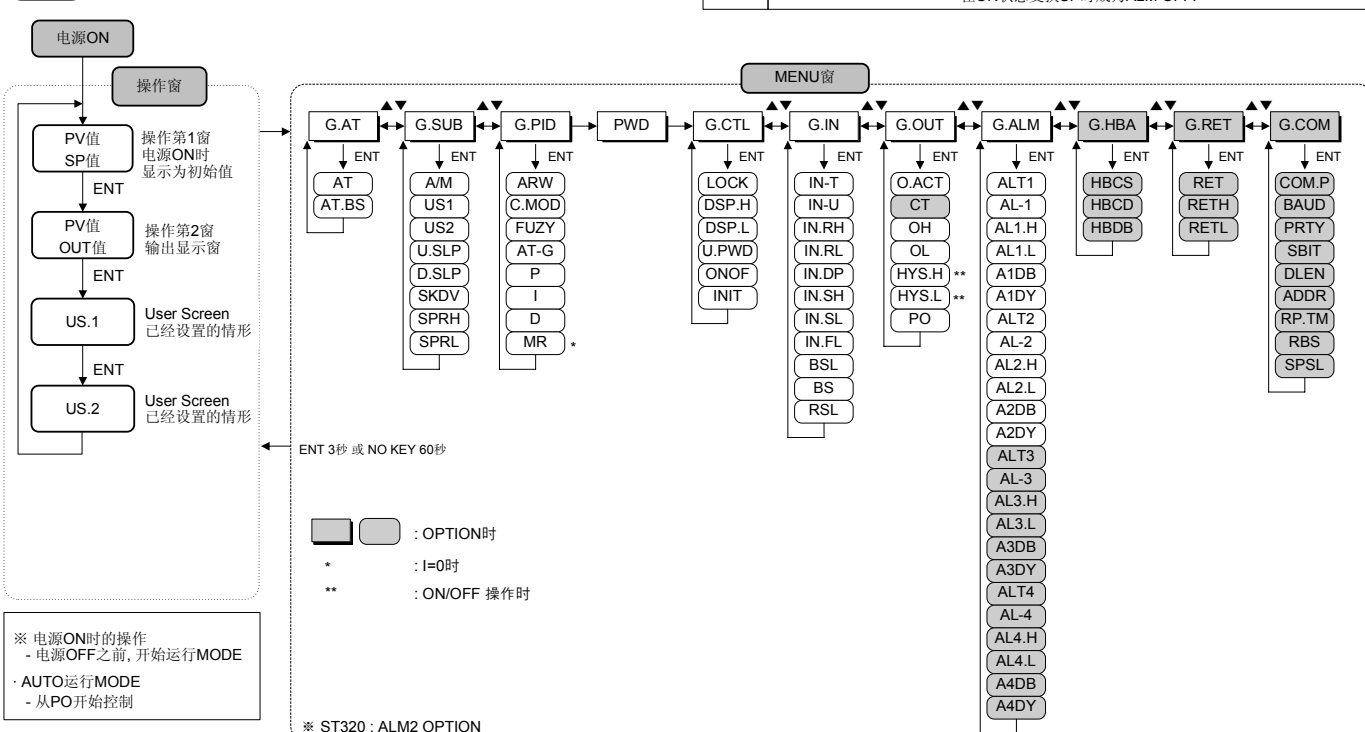 电源ON
操作窗
PV值
SP值
操作第1窗
电源ON时
显示为初始值
ENT
PV值
OUT值
操作第2窗
输出显示窗
ENT
US.1
User Screen
已经设置的情形
ENT
US.2
User Screen
已经设置的情形
※ 电源ON时的操作
- 电源OFF之前, 开始运行MODE
· AUTO运行MODE
- 从PO开始控制
MENU窗
▲▼ ▲▼ ▲▼ ▲▼ ▲▼ ▲▼ ▲▼ ▲▼
G.AT G.SUB G.PID PWD G.CTL G.IN G.OUT G.ALM G.HBA G.RET G.COM
ENT ENT ENT ENT ENT ENT ENT ENT ENT ENT
AT
AT.BS
A/M
US1
US2
U.SLP
D.SLP
SKDV
SPRH
SPRL
ARW
C.MOD
FUZY
AT-G
P
I
D
MR *
LOCK
DSP.H
DSP.L
U.PWD
ONOF
INIT
IN-T
IN-U
IN.RH
IN.RL
IN.DP
IN.SH
IN.SL
IN.FL
BSL
BS
RSL
O.ACT
CT
OH
OL
HYS.H **
HYS.L **
PO
ALT1
AL-1
AL1.H
AL1.L
A1DB
A1DY
ALT2
AL-2
AL2.H
AL2.L
A2DB
A2DY
ALT3
AL-3
AL3.H
AL3.L
A3DB
A3DY
ALT4
AL-4
AL4.H
AL4.L
A4DB
A4DY
HBCS
HBCD
HBDB
RET
RETH
RETL
COM.P
BAUD
PRTY
SBIT
DLEN
ADDR
RP.TM
RBS
SPSL
ENT 3秒 或 NO KEY 60秒
: OPTION时
* : I=0时
** : ON/OFF 操作时
※ ST320 : ALM2 OPTION